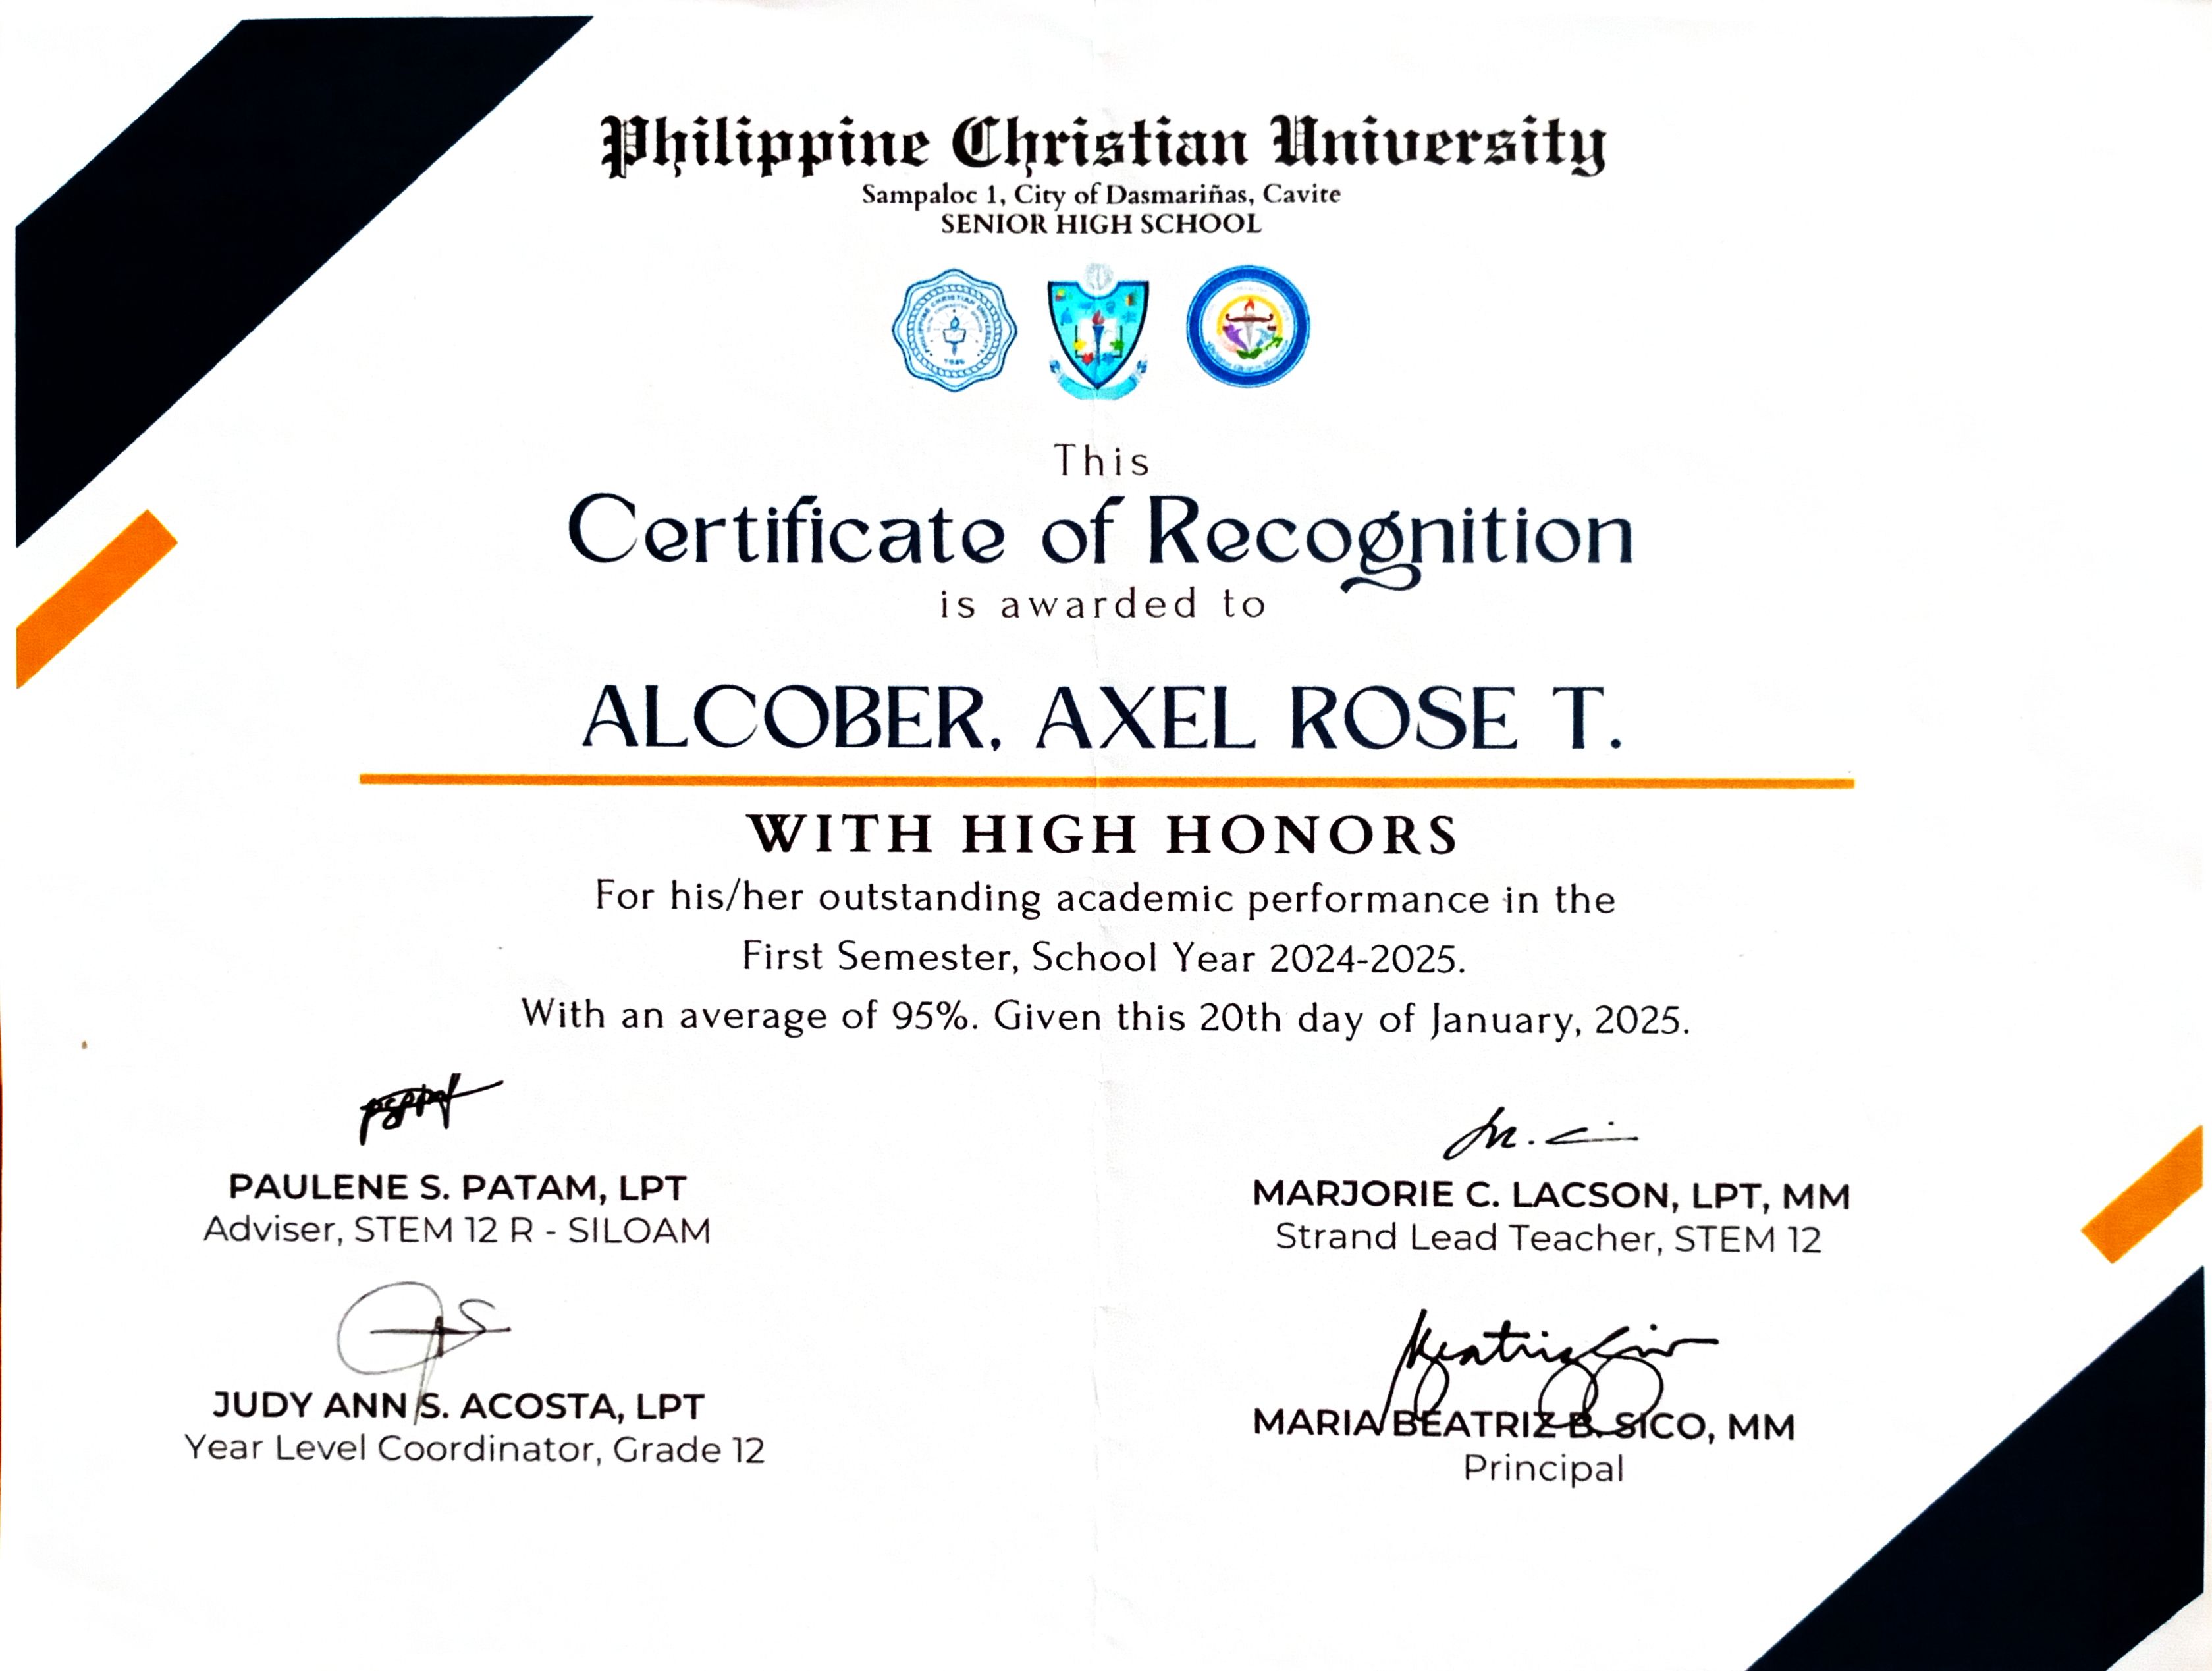 Philippine Christian University
Sampaloc 1, City of Dasmariñas, Cavite
SENIOR HIGH SCHOOL
This
Certificate of Recognition
is awarded to
ALCOBER, AXEL ROSE T.
WITH HIGH HONORS
For his/her outstanding academic performance in the
First Semester, School Year 2024-2025.
With an average of 95%. Given this 20th day of January, 2025.
PAULENE S. PATAM, LPT
Adviser, STEM 12 R - SILOAM
MARJORIE C. LACSON, LPT, MM
Strand Lead Teacher, STEM 12
JUDY ANN S. ACOSTA, LPT
Year Level Coordinator, Grade 12
MARIA BEATRIZ B. SICO, MM
Principal